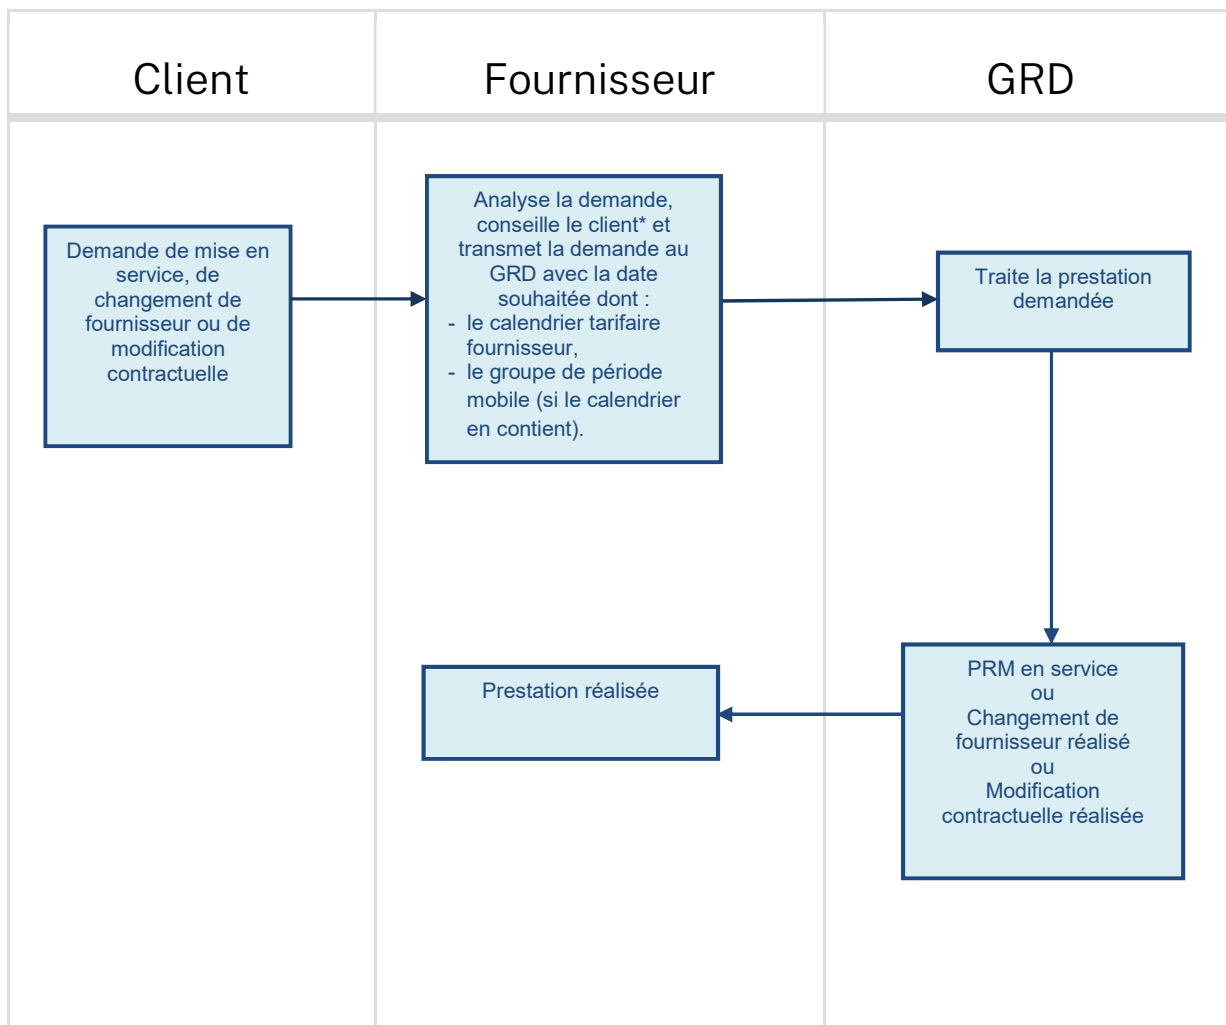 Client
Fournisseur
GRD
Demande de mise en
service, de
changement de
fournisseur ou de
modification
contractuelle
Analyse la demande,
conseille le client* et
transmet la demande au
GRD avec la date
souhaitée dont :
- le calendrier tarifaire
fournisseur,
- le groupe de période
mobile (si le calendrier
en contient).
Traite la prestation
demandée
Prestation réalisée
PRM en service
ou
Changement de
fournisseur réalisé
ou
Modification
contractuelle réalisée